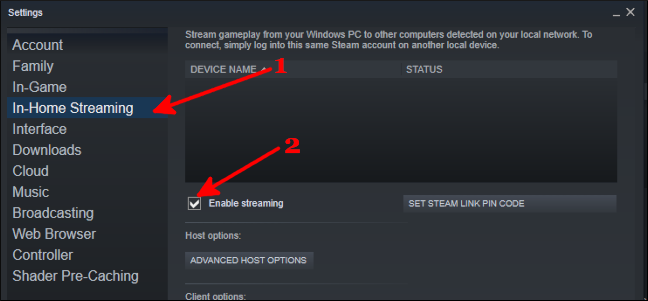 Settings
Account
Family
In-Game
In-Home Streaming
Interface
Downloads
Cloud
Music
Broadcasting
Web Browser
Controller
Shader Pre-Caching
Stream gameplay from your Windows PC to other computers detected on your local network. To
connect, simply log into this same Steam account on another local device.
DEVICE NAME STATUS
1
2
Enable streaming SET STEAM LINK PIN CODE
Host options:
ADVANCED HOST OPTIONS
Client options: